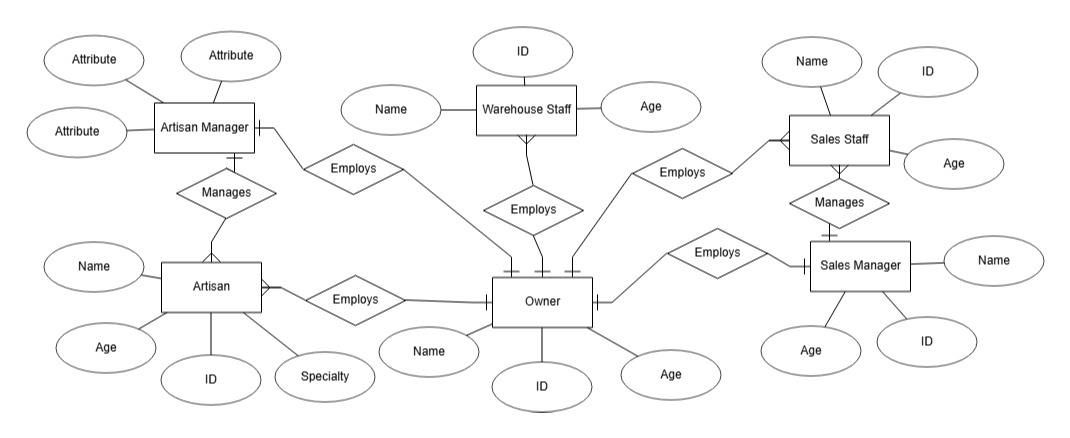 ID
Attribute
Attribute
Name
ID
Name
Warehouse Staff
Age
Attribute
Artisan Manager
Sales Staff
Employs
Age
Employs
Manages
Employs
Manages
Employs
Name
Sales Manager
Name
Artisan
Employs
Owner
Age
Name
Age
ID
ID
Specialty
ID
Age